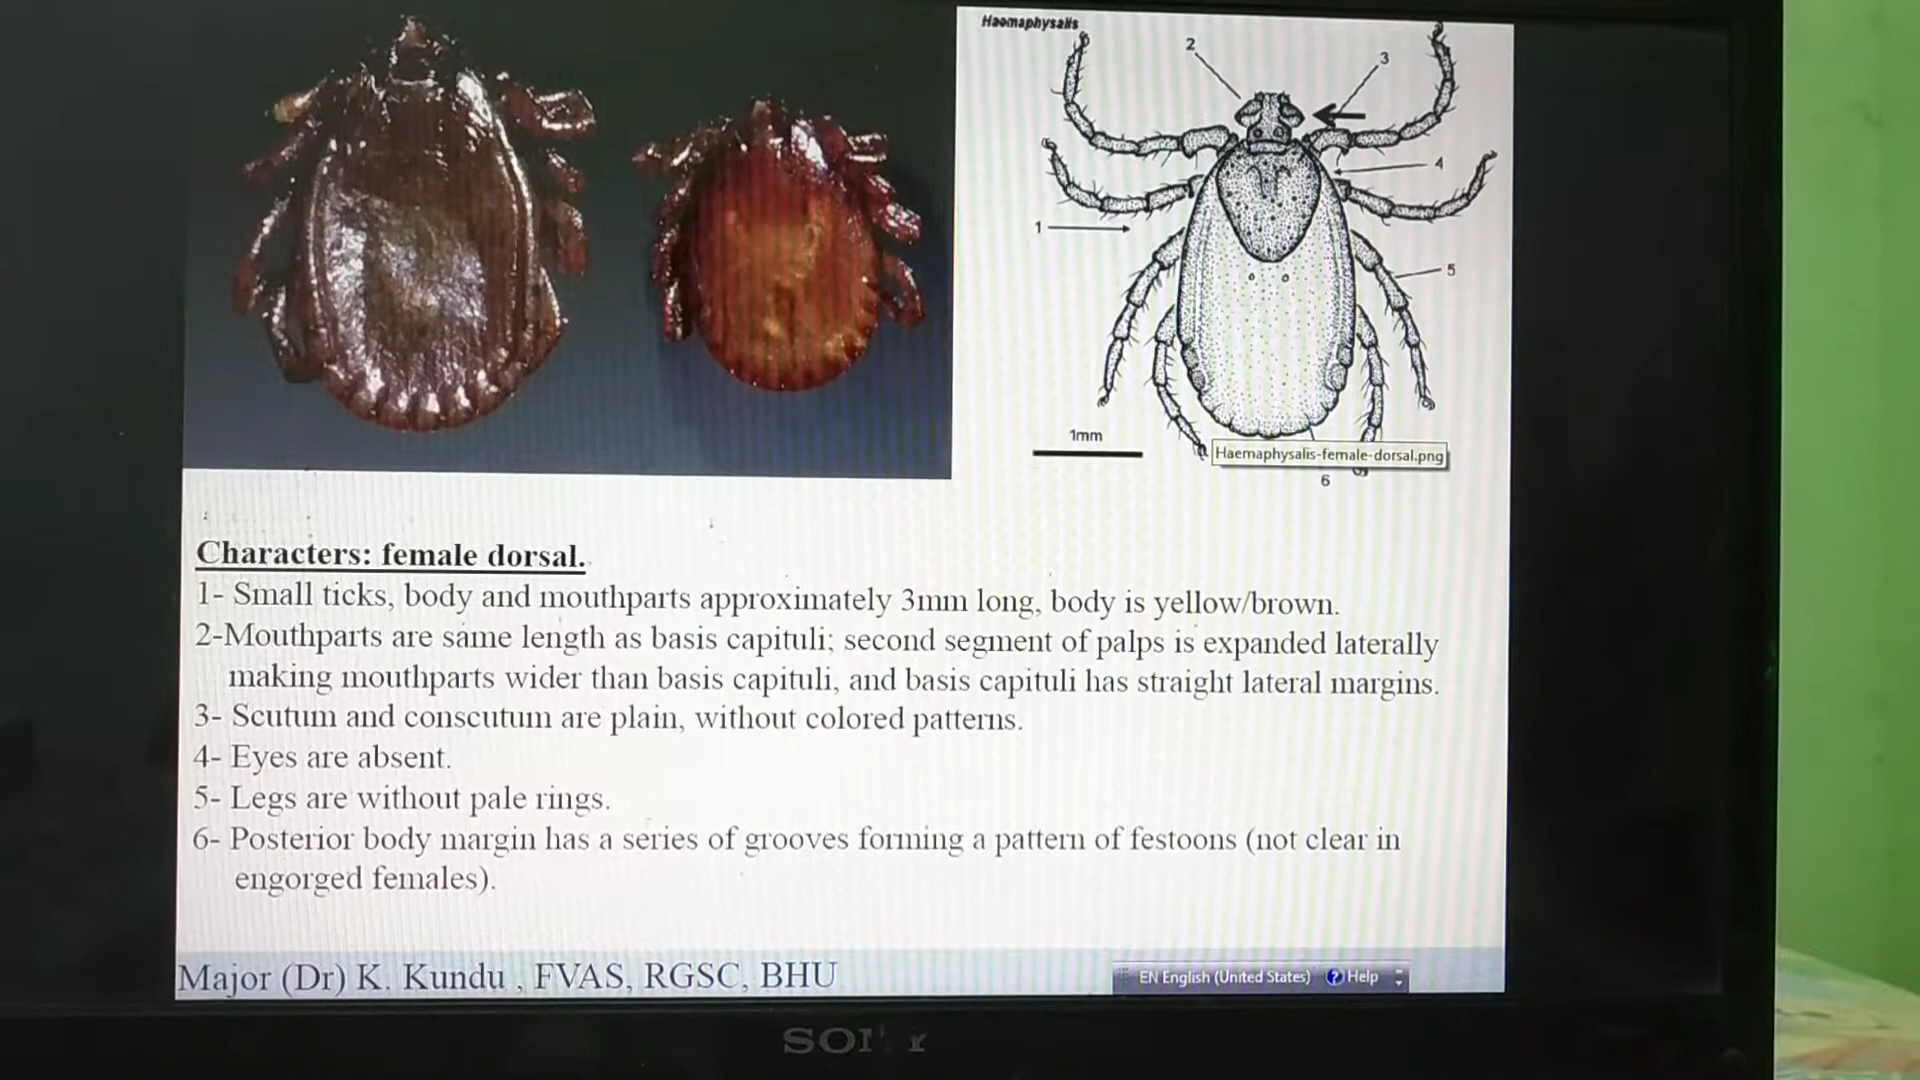 Haemaphysalis
2
3
4
1
5
1mm
Haemaphysalis-female-dorsal.png
6
Characters: female dorsal.
1- Small ticks, body and mouthparts approximately 3mm long, body is yellow/brown.
2-Mouthparts are same length as basis capituli; second segment of palps is expanded laterally
making mouthparts wider than basis capituli, and basis capituli has straight lateral margins.
3- Scutum and conscutum are plain, without colored patterns.
4- Eyes are absent.
5- Legs are without pale rings.
6- Posterior body margin has a series of grooves forming a pattern of festoons (not clear in
engorged females).
Major (Dr) K. Kundu , FVAS, RGSC, BHU
EN English (United States) ? Help